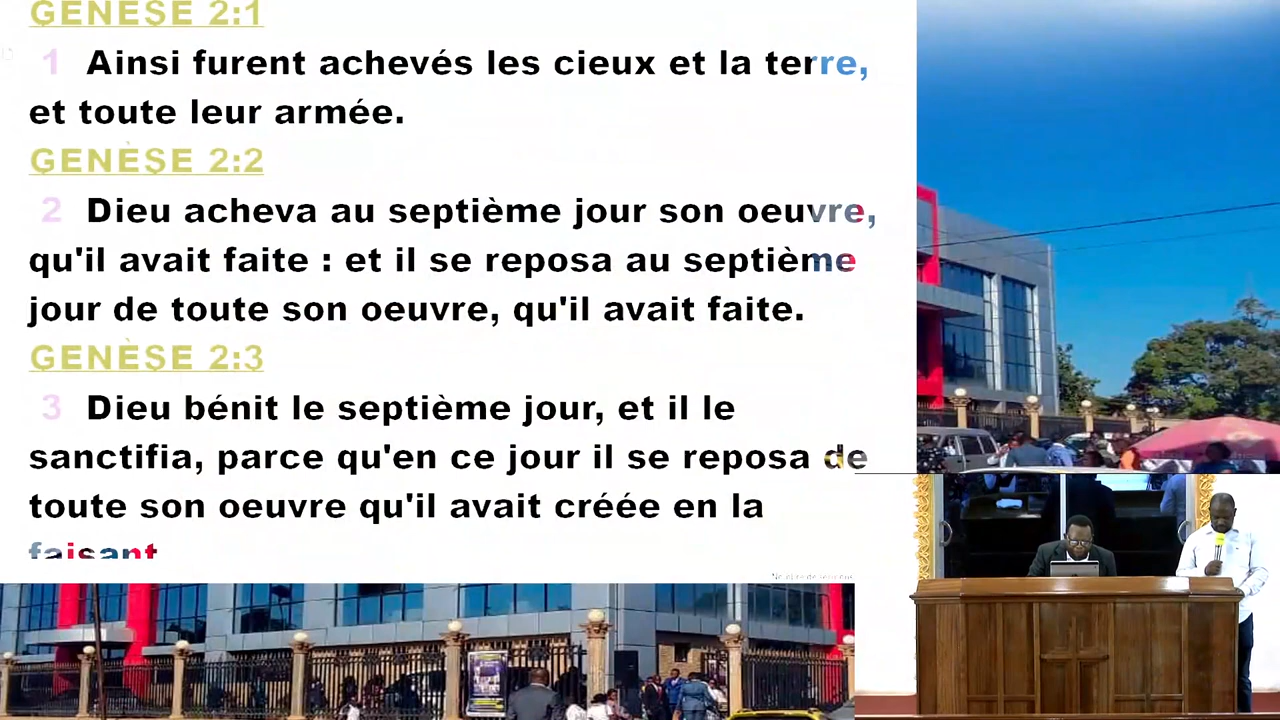 GENÈSE 2:1
1 Ainsi furent achevés les cieux et la terre,
et toute leur armée.
GENÈSE 2:2
2 Dieu acheva au septième jour son oeuvre,
qu'il avait faite : et il se reposa au septième
jour de toute son oeuvre, qu'il avait faite.
GENÈSE 2:3
3 Dieu bénit le septième jour, et il le
sanctifia, parce qu'en ce jour il se reposa de
toute son oeuvre qu'il avait créée en la
faisant